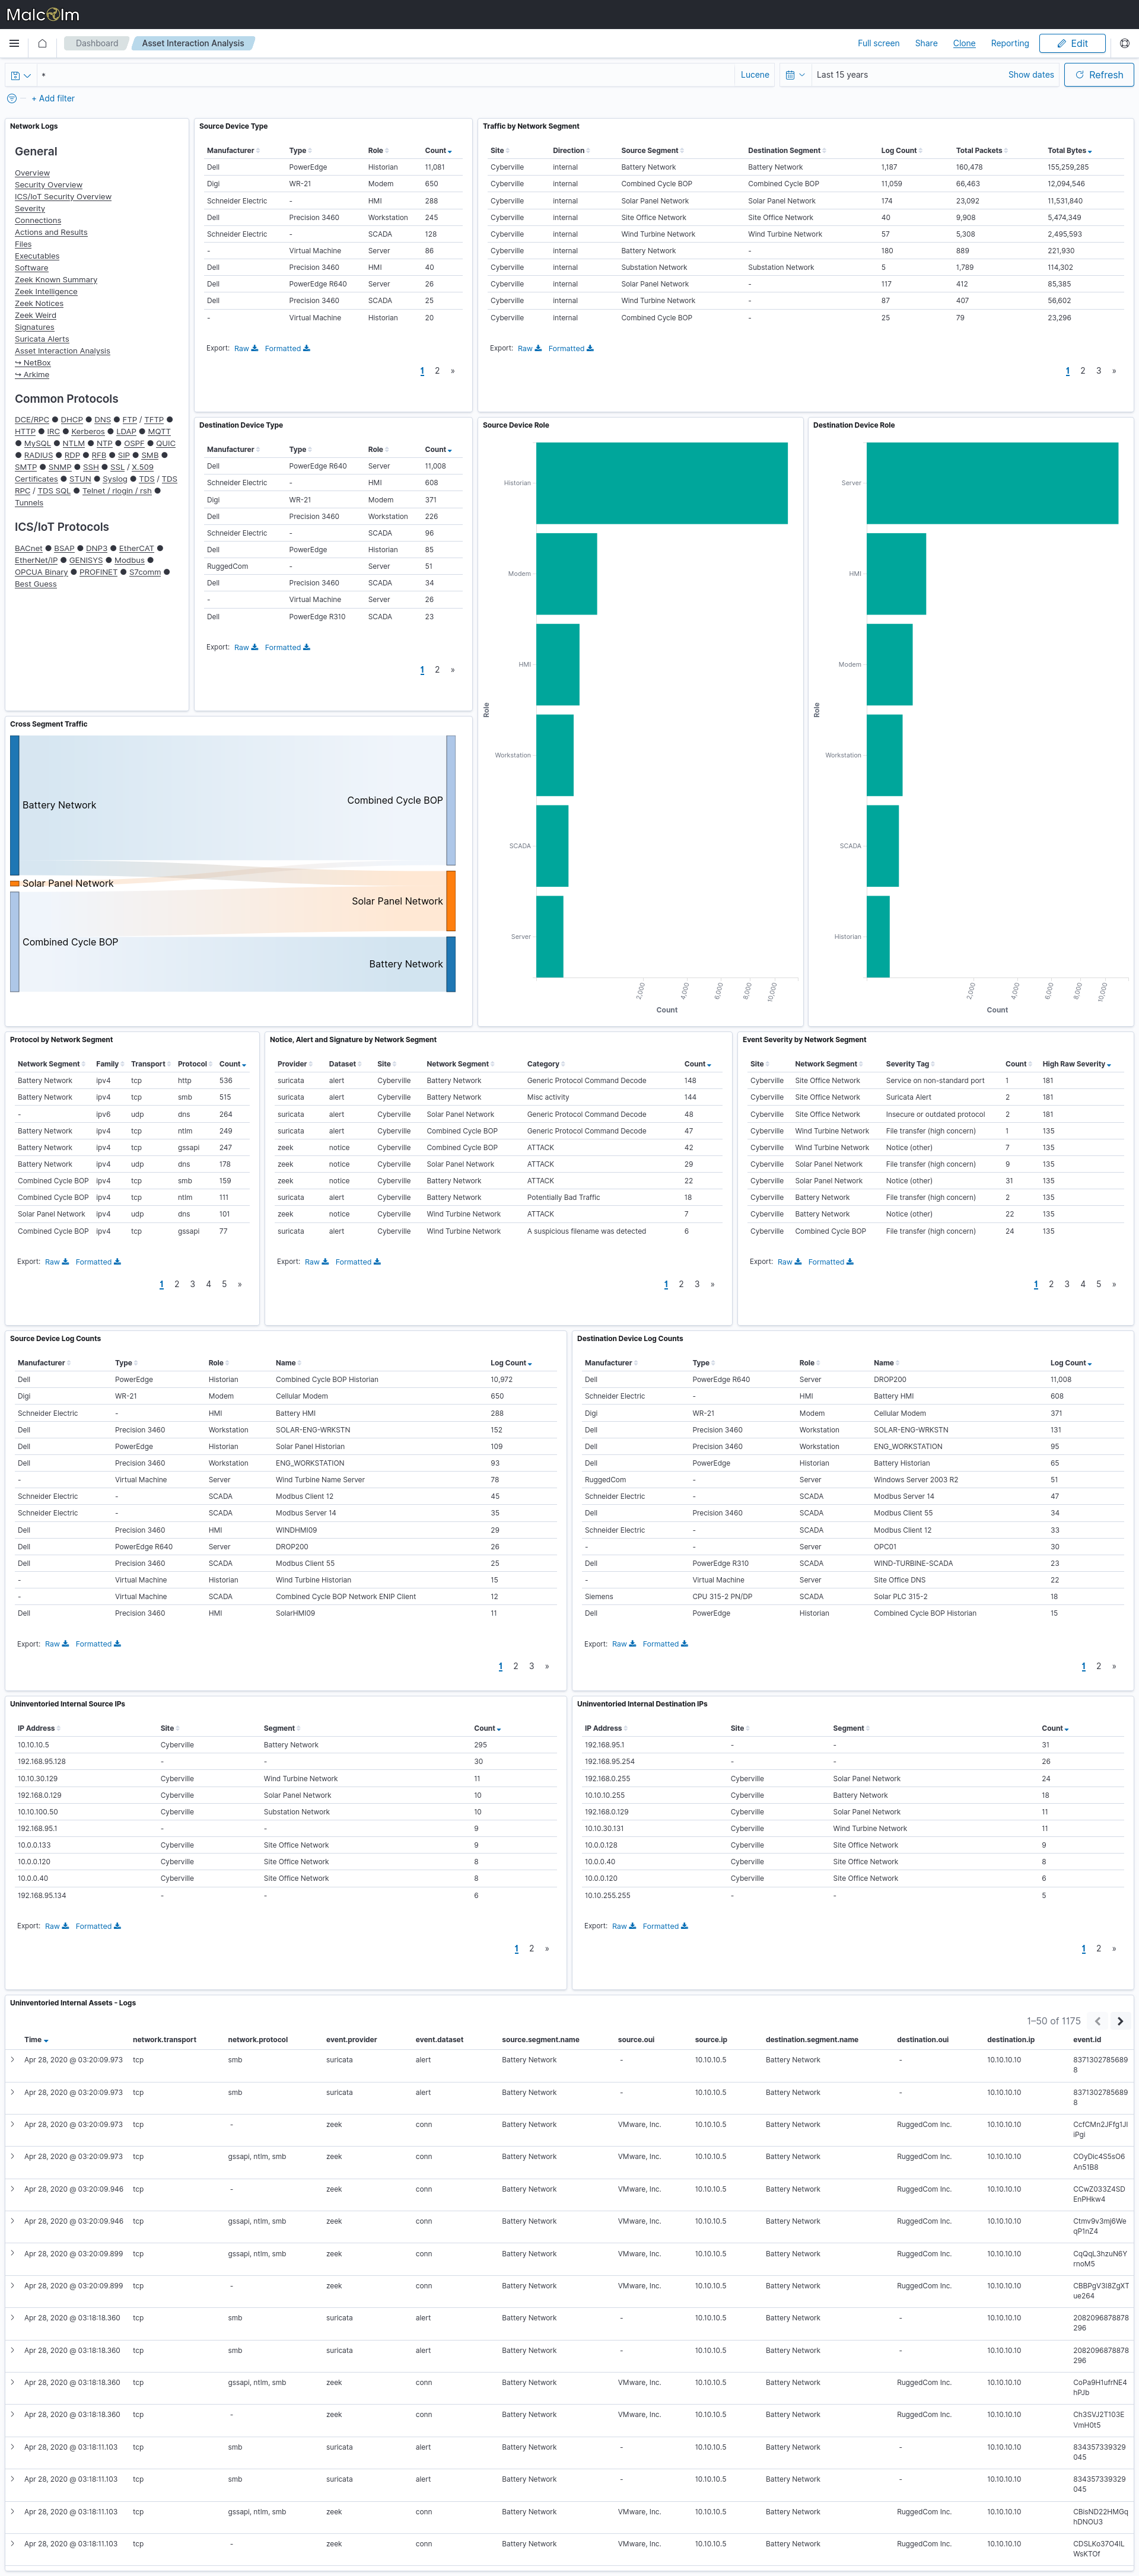 Malcolm
Dashboard Asset Interaction Analysis Full screen Share Clone Reporting Edit
* Lucene Last 15 years Show dates Refresh
+ Add filter
Network Logs
General
Overview
Security Overview
ICS/IoT Security Overview
Severity
Connections
Actions and Results
Files
Executables
Software
Zeek Known Summary
Zeek Intelligence
Zeek Notices
Zeek Weird
Signatures
Suricata Alerts
Asset Interaction Analysis
↪ NetBox
↪ Arkime
Common Protocols
DCE/RPC ● DHCP ● DNS ● FTP / TFTP ●
HTTP ● IRC ● Kerberos ● LDAP ● MQTT
● MySQL ● NTLM ● NTP ● OSPF ● QUIC
● RADIUS ● RDP ● RFB ● SIP ● SMB ●
SMTP ● SNMP ● SSH ● SSL / X.509
Certificates ● STUN ● Syslog ● TDS / TDS
RPC / TDS SQL ● Telnet / rlogin / rsh ●
Tunnels
ICS/IoT Protocols
BACnet ● BSAP ● DNP3 ● EtherCAT ●
EtherNet/IP ● GENISYS ● Modbus ●
OPCUA Binary ● PROFINET ● S7comm ●
Best Guess
Source Device Type
Manufacturer Type Role Count
Dell PowerEdge Historian 11,081
Digi WR-21 Modem 650
Schneider Electric - HMI 288
Dell Precision 3460 Workstation 245
Schneider Electric - SCADA 128
- Virtual Machine Server 86
Dell Precision 3460 HMI 40
Dell PowerEdge R640 Server 26
Dell Precision 3460 SCADA 25
- Virtual Machine Historian 20
Export: Raw Formatted
1 2 »
Traffic by Network Segment
Site Direction Source Segment Destination Segment Log Count Total Packets Total Bytes
Cyberville internal Battery Network Battery Network 1,187 160,478 155,259,285
Cyberville internal Combined Cycle BOP Combined Cycle BOP 11,059 66,463 12,094,546
Cyberville internal Solar Panel Network Solar Panel Network 174 23,092 11,531,840
Cyberville internal Site Office Network Site Office Network 40 9,908 5,474,349
Cyberville internal Wind Turbine Network Wind Turbine Network 57 5,308 2,495,593
Cyberville internal Battery Network - 180 889 221,930
Cyberville internal Substation Network Substation Network 5 1,789 114,302
Cyberville internal Solar Panel Network - 117 412 85,385
Cyberville internal Wind Turbine Network - 87 407 56,602
Cyberville internal Combined Cycle BOP - 25 79 23,296
Export: Raw Formatted
1 2 3 »
Destination Device Type
Manufacturer Type Role Count
Dell PowerEdge R640 Server 11,008
Schneider Electric - HMI 608
Digi WR-21 Modem 371
Dell Precision 3460 Workstation 226
Schneider Electric - SCADA 96
Dell PowerEdge Historian 85
RuggedCom - Server 51
Dell Precision 3460 SCADA 34
- Virtual Machine Server 26
Dell PowerEdge R310 SCADA 23
Export: Raw Formatted
1 2 »
Source Device Role
Role
Historian
Modem
HMI
Workstation
SCADA
Server
2,000 4,000 6,000 8,000 10,000
Count
Destination Device Role
Role
Server
HMI
Modem
Workstation
SCADA
Historian
2,000 4,000 6,000 8,000 10,000
Count
Cross Segment Traffic
Battery Network Combined Cycle BOP
Solar Panel Network
Solar Panel Network
Combined Cycle BOP
Battery Network
Protocol by Network Segment
Network Segment Family Transport Protocol Count
Battery Network ipv4 tcp http 536
Battery Network ipv4 tcp smb 515
- ipv6 udp dns 264
Battery Network ipv4 tcp ntlm 249
Battery Network ipv4 tcp gssapi 247
Battery Network ipv4 udp dns 178
Combined Cycle BOP ipv4 tcp smb 159
Combined Cycle BOP ipv4 tcp ntlm 111
Solar Panel Network ipv4 udp dns 101
Combined Cycle BOP ipv4 tcp gssapi 77
Export: Raw Formatted
1 2 3 4 5 »
Notice, Alert and Signature by Network Segment
Provider Dataset Site Network Segment Category Count
suricata alert Cyberville Battery Network Generic Protocol Command Decode 148
suricata alert Cyberville Battery Network Misc activity 144
suricata alert Cyberville Solar Panel Network Generic Protocol Command Decode 48
suricata alert Cyberville Combined Cycle BOP Generic Protocol Command Decode 47
zeek notice Cyberville Combined Cycle BOP ATTACK 42
zeek notice Cyberville Solar Panel Network ATTACK 29
zeek notice Cyberville Battery Network ATTACK 22
suricata alert Cyberville Battery Network Potentially Bad Traffic 18
zeek notice Cyberville Wind Turbine Network ATTACK 7
suricata alert Cyberville Wind Turbine Network A suspicious filename was detected 6
Export: Raw Formatted
1 2 3 »
Event Severity by Network Segment
Site Network Segment Severity Tag Count High Raw Severity
Cyberville Site Office Network Service on non-standard port 1 181
Cyberville Site Office Network Suricata Alert 2 181
Cyberville Site Office Network Insecure or outdated protocol 2 181
Cyberville Wind Turbine Network File transfer (high concern) 1 135
Cyberville Wind Turbine Network Notice (other) 7 135
Cyberville Solar Panel Network File transfer (high concern) 9 135
Cyberville Solar Panel Network Notice (other) 31 135
Cyberville Battery Network File transfer (high concern) 2 135
Cyberville Battery Network Notice (other) 22 135
Cyberville Combined Cycle BOP File transfer (high concern) 24 135
Export: Raw Formatted
1 2 3 4 5 »
Source Device Log Counts
Manufacturer Type Role Name Log Count
Dell PowerEdge Historian Combined Cycle BOP Historian 10,972
Digi WR-21 Modem Cellular Modem 650
Schneider Electric - HMI Battery HMI 288
Dell Precision 3460 Workstation SOLAR-ENG-WRKSTN 152
Dell PowerEdge Historian Solar Panel Historian 109
Dell Precision 3460 Workstation ENG_WORKSTATION 93
- Virtual Machine Server Wind Turbine Name Server 78
Schneider Electric - SCADA Modbus Client 12 45
Schneider Electric - SCADA Modbus Server 14 35
Dell Precision 3460 HMI WINDHMI09 29
Dell PowerEdge R640 Server DROP200 26
Dell Precision 3460 SCADA Modbus Client 55 25
- Virtual Machine Historian Wind Turbine Historian 15
- Virtual Machine SCADA Combined Cycle BOP Network ENIP Client 12
Dell Precision 3460 HMI SolarHMI09 11
Export: Raw Formatted
1 2 3 »
Destination Device Log Counts
Manufacturer Type Role Name Log Count
Dell PowerEdge R640 Server DROP200 11,008
Schneider Electric - HMI Battery HMI 608
Digi WR-21 Modem Cellular Modem 371
Dell Precision 3460 Workstation SOLAR-ENG-WRKSTN 131
Dell Precision 3460 Workstation ENG_WORKSTATION 95
Dell PowerEdge Historian Battery Historian 65
RuggedCom - Server Windows Server 2003 R2 51
Schneider Electric - SCADA Modbus Server 14 47
Dell Precision 3460 SCADA Modbus Client 55 34
Schneider Electric - SCADA Modbus Client 12 33
- - Server OPC01 30
Dell PowerEdge R310 SCADA WIND-TURBINE-SCADA 23
- Virtual Machine Server Site Office DNS 22
Siemens CPU 315-2 PN/DP SCADA Solar PLC 315-2 18
Dell PowerEdge Historian Combined Cycle BOP Historian 15
Export: Raw Formatted
1 2 »
Uninventoried Internal Source IPs
IP Address Site Segment Count
10.10.10.5 Cyberville Battery Network 295
192.168.95.128 - - 30
10.10.30.129 Cyberville Wind Turbine Network 11
192.168.0.129 Cyberville Solar Panel Network 10
10.10.100.50 Cyberville Substation Network 10
192.168.95.1 - - 9
10.0.0.133 Cyberville Site Office Network 9
10.0.0.120 Cyberville Site Office Network 8
10.0.0.40 Cyberville Site Office Network 8
192.168.95.134 - - 6
Export: Raw Formatted
1 2 »
Uninventoried Internal Destination IPs
IP Address Site Segment Count
192.168.95.1 - - 31
192.168.95.254 - - 26
192.168.0.255 Cyberville Solar Panel Network 24
10.10.10.255 Cyberville Battery Network 18
192.168.0.129 Cyberville Solar Panel Network 11
10.10.30.131 Cyberville Wind Turbine Network 11
10.0.0.128 Cyberville Site Office Network 9
10.0.0.40 Cyberville Site Office Network 8
10.0.0.120 Cyberville Site Office Network 6
10.10.255.255 - - 5
Export: Raw Formatted
1 2 »
Uninventoried Internal Assets - Logs
1–50 of 1175
Time network.transport network.protocol event.provider event.dataset source.segment.name source.oui source.ip destination.segment.name destination.oui destination.ip event.id
Apr 28, 2020 @ 03:20:09.973 tcp smb suricata alert Battery Network - 10.10.10.5 Battery Network - 10.10.10.10 8371302785689
8
Apr 28, 2020 @ 03:20:09.973 tcp smb suricata alert Battery Network - 10.10.10.5 Battery Network - 10.10.10.10 8371302785689
8
Apr 28, 2020 @ 03:20:09.973 tcp - zeek conn Battery Network VMware, Inc. 10.10.10.5 Battery Network RuggedCom Inc. 10.10.10.10
Apr 28, 2020 @ 03:20:09.973 tcp gssapi, ntlm, smb zeek conn Battery Network VMware, Inc. 10.10.10.5 Battery Network RuggedCom Inc. 10.10.10.10 COyDic4S5sO6
An51B8
Apr 28, 2020 @ 03:20:09.946 tcp - zeek conn Battery Network VMware, Inc. 10.10.10.5 Battery Network RuggedCom Inc. 10.10.10.10 CCwZ033Z4SD
EnPHkw4
Apr 28, 2020 @ 03:20:09.946 tcp gssapi, ntlm, smb zeek conn Battery Network VMware, Inc. 10.10.10.5 Battery Network RuggedCom Inc. 10.10.10.10 Ctmv9v3mj6We
qP1nZ4
Apr 28, 2020 @ 03:20:09.899 tcp gssapi, ntlm, smb zeek conn Battery Network VMware, Inc. 10.10.10.5 Battery Network RuggedCom Inc. 10.10.10.10 CqQqL3hzuN6Y
rnoM5
Apr 28, 2020 @ 03:20:09.899 tcp - zeek conn Battery Network VMware, Inc. 10.10.10.5 Battery Network RuggedCom Inc. 10.10.10.10
ue264
Apr 28, 2020 @ 03:18:18.360 tcp smb suricata alert Battery Network - 10.10.10.5 Battery Network - 10.10.10.10 2082096878878
296
Apr 28, 2020 @ 03:18:18.360 tcp smb suricata alert Battery Network - 10.10.10.5 Battery Network - 10.10.10.10 2082096878878
296
Apr 28, 2020 @ 03:18:18.360 tcp gssapi, ntlm, smb zeek conn Battery Network VMware, Inc. 10.10.10.5 Battery Network RuggedCom Inc. 10.10.10.10 CoPa9H1ufrNE4
hPJb
Apr 28, 2020 @ 03:18:18.360 tcp - zeek conn Battery Network VMware, Inc. 10.10.10.5 Battery Network RuggedCom Inc. 10.10.10.10 Ch3SVJ2T103E
VmH0t5
Apr 28, 2020 @ 03:18:11.103 tcp smb suricata alert Battery Network - 10.10.10.5 Battery Network - 10.10.10.10 834357339329
045
Apr 28, 2020 @ 03:18:11.103 tcp smb suricata alert Battery Network - 10.10.10.5 Battery Network - 10.10.10.10 834357339329
045
Apr 28, 2020 @ 03:18:11.103 tcp gssapi, ntlm, smb zeek conn Battery Network VMware, Inc. 10.10.10.5 Battery Network RuggedCom Inc. 10.10.10.10 CBisND22HMGq
hDNOU3
Apr 28, 2020 @ 03:18:11.103 tcp - zeek conn Battery Network VMware, Inc. 10.10.10.5 Battery Network RuggedCom Inc. 10.10.10.10
WsKTOf